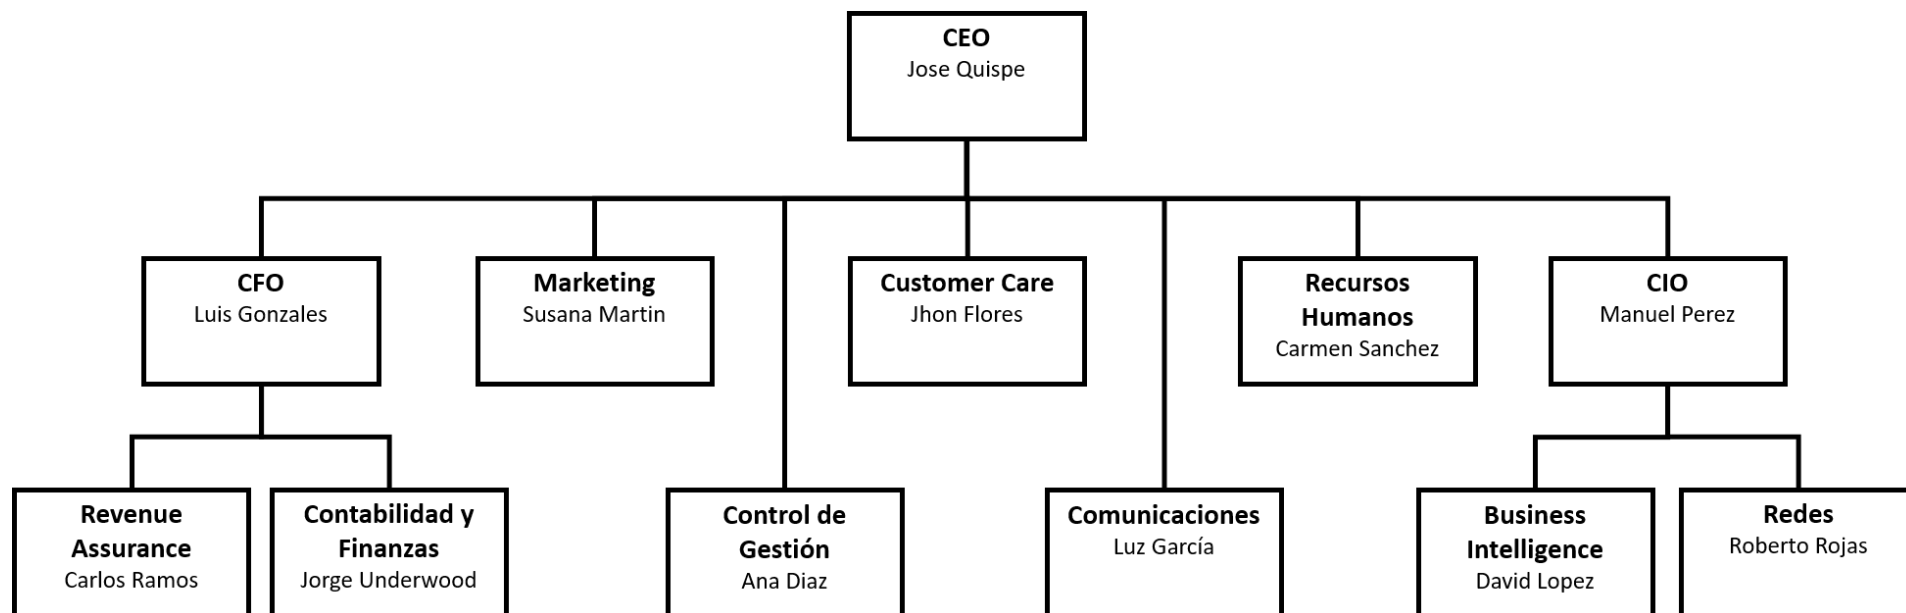 CEO
Jose Quispe
CFO
Luis Gonzales
Marketing
Susana Martin
Customer Care
Jhon Flores
Recursos
Humanos
Carmen Sanchez
CIO
Manuel Perez
Revenue
Assurance
Carlos Ramos
Contabilidad y
Finanzas
Jorge Underwood
Control de
Gestión
Ana Diaz
Comunicaciones
Luz García
Business
Intelligence
David Lopez
Redes
Roberto Rojas